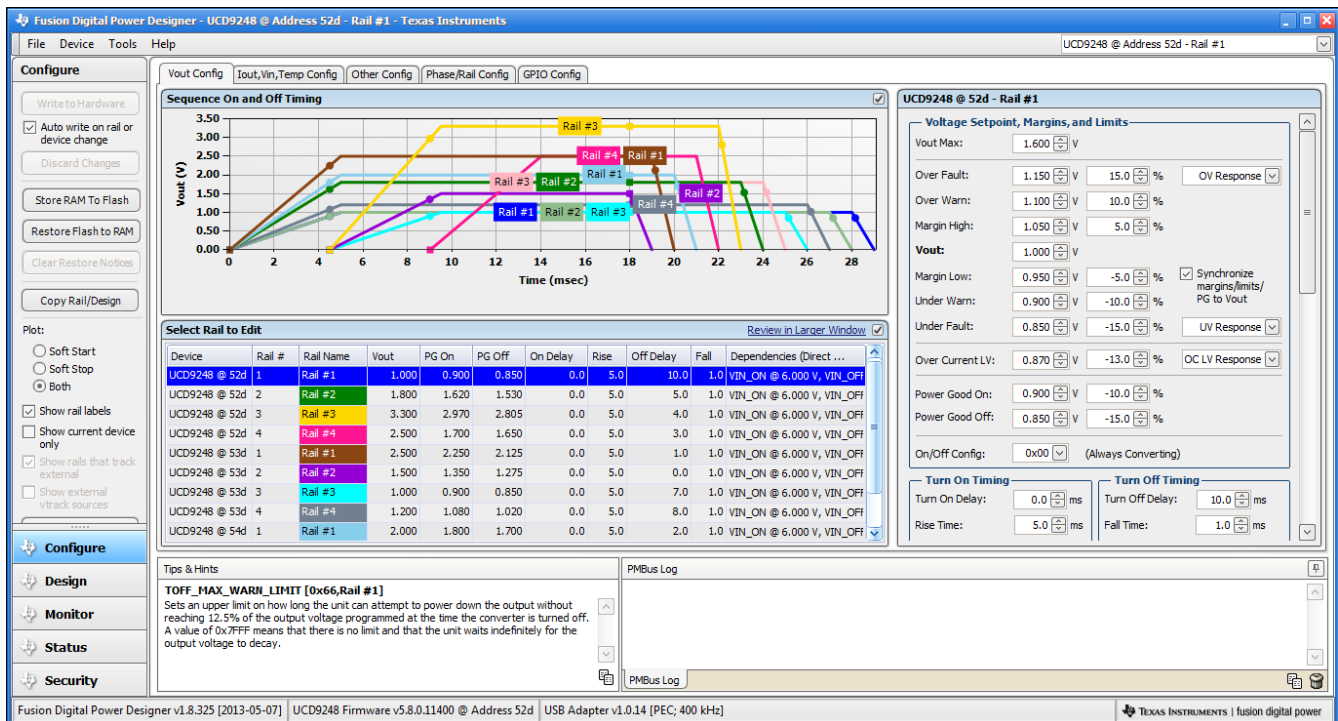 Fusion Digital Power Designer - UCD9248 @ Address 52d - Rail #1 - Texas Instruments
File Device Tools Help
UCD9248 @ Address 52d - Rail #1
Configure
Write to Hardware
Auto write on rail or
device change
Discard Changes
Store RAM To Flash
Restore Flash to RAM
Clear Restore Notices
Copy Rail/Design
Plot:
Soft Start
Soft Stop
Both
Show rail labels
Show current device
only
Show rails that track
external
Show external
vtrack sources
Configure
Design
Monitor
Status
Security
Vout Config Iout,Vin,Temp Config Other Config Phase/Rail Config GPIO Config
Sequence On and Off Timing
Vout (V)
3.50
3.00
2.50
2.00
1.50
1.00
0.50
0.00
Rail #3
Rail #4 Rail #1
Rail #1
Rail #3 Rail #2
Rail #2
Rail #4
Rail #1 Rail #2 Rail #3
0 2 4 6 8 10 12 14 16 18 20 22 24 26 28
Time (msec)
Select Rail to Edit
Review in Larger Window
Device Rail # Rail Name Vout PG On PG Off On Delay Rise Off Delay Fall Dependencies (Direct ...
UCD9248 @ 52d 1 Rail #1 1.000 0.900 0.850 0.0 5.0 10.0 1.0 VIN_ON @ 6.000 V, VIN_OFF
UCD9248 @ 52d 2 Rail #2 1.800 1.620 1.530 0.0 5.0 5.0 1.0 VIN_ON @ 6.000 V, VIN_OFF
UCD9248 @ 52d 3 Rail #3 3.300 2.970 2.805 0.0 5.0 4.0 1.0 VIN_ON @ 6.000 V, VIN_OFF
UCD9248 @ 52d 4 Rail #4 2.500 1.700 1.650 0.0 5.0 3.0 1.0 VIN_ON @ 6.000 V, VIN_OFF
UCD9248 @ 53d 1 Rail #1 2.500 2.250 2.125 0.0 5.0 1.0 1.0 VIN_ON @ 6.000 V, VIN_OFF
UCD9248 @ 53d 2 Rail #2 1.500 1.350 1.275 0.0 5.0 0.0 1.0 VIN_ON @ 6.000 V, VIN_OFF
UCD9248 @ 53d 3 Rail #3 1.000 0.900 0.850 0.0 5.0 7.0 1.0 VIN_ON @ 6.000 V, VIN_OFF
UCD9248 @ 53d 4 Rail #4 1.200 1.080 1.020 0.0 5.0 8.0 1.0 VIN_ON @ 6.000 V, VIN_OFF
UCD9248 @ 54d 1 Rail #1 2.000 1.800 1.700 0.0 5.0 2.0 1.0 VIN_ON @ 6.000 V, VIN_OFF
UCD9248 @ 52d - Rail #1
Voltage Setpoint, Margins, and Limits
Vout Max: 1.600 V
Over Fault: 1.150 V 15.0 % OV Response
Over Warn: 1.100 V 10.0 %
Margin High: 1.050 V 5.0 %
Vout: 1.000 V
Margin Low: 0.950 V -5.0 % Synchronize
margins/limits/
PG to Vout
Under Warn: 0.900 V -10.0 %
Under Fault: 0.850 V -15.0 % UV Response
Over Current LV: 0.870 V -13.0 % OC LV Response
Power Good On: 0.900 V -10.0 %
Power Good Off: 0.850 V -15.0 %
On/Off Config: 0x00 (Always Converting)
Turn On Timing Turn Off Timing
Turn On Delay: 0.0 ms Turn Off Delay: 10.0 ms
Rise Time: 5.0 ms Fall Time: 1.0 ms
Tips & Hints
TOFF_MAX_WARN_LIMIT [0x66,Rail #1]
Sets an upper limit on how long the unit can attempt to power down the output without
reaching 12.5% of the output voltage programmed at the time the converter is turned off.
A value of 0x7FFF means that there is no limit and that the unit waits indefinitely for the
output voltage to decay.
PMBus Log
PMBus Log
Fusion Digital Power Designer v1.8.325 [2013-05-07] UCD9248 Firmware v5.8.0.11400 @ Address 52d USB Adapter v1.0.14 [PEC; 400 kHz]
TEXAS INSTRUMENTS | fusion digital power